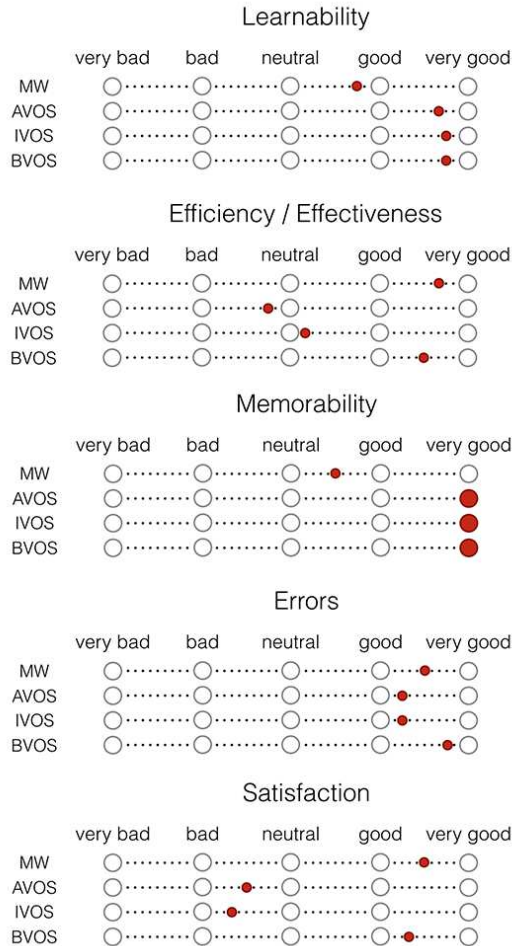 Learnability
very bad bad neutral good very good
MW
AVOS
IVOS
BVOS
Efficiency / Effectiveness
very bad bad neutral good very good
MW
AVOS
IVOS
BVOS
Memorability
very bad bad neutral good very good
MW
AVOS
IVOS
BVOS
Errors
very bad bad neutral good very good
MW
AVOS
IVOS
BVOS
Satisfaction
very bad bad neutral good very good
MW
AVOS
IVOS
BVOS